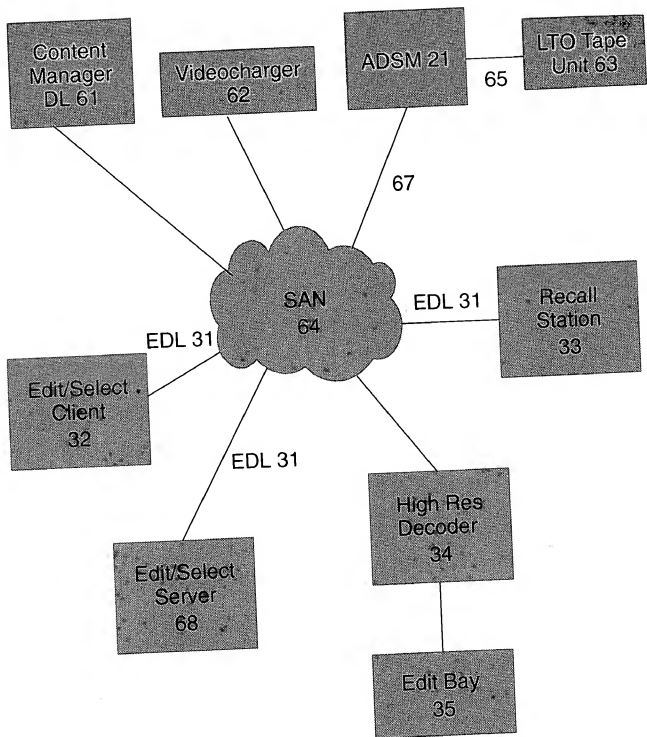 Content
Manager
DL 61
Videocharger
62
ADSM 21
65
LTO Tape
Unit 63
67
SAN
64
EDL 31
Recall
Station
33
EDL 31
Edit/Select
Client
32
EDL 31
High Res
Decoder
34
Edit/Select
Server
68
Edit Bay
35